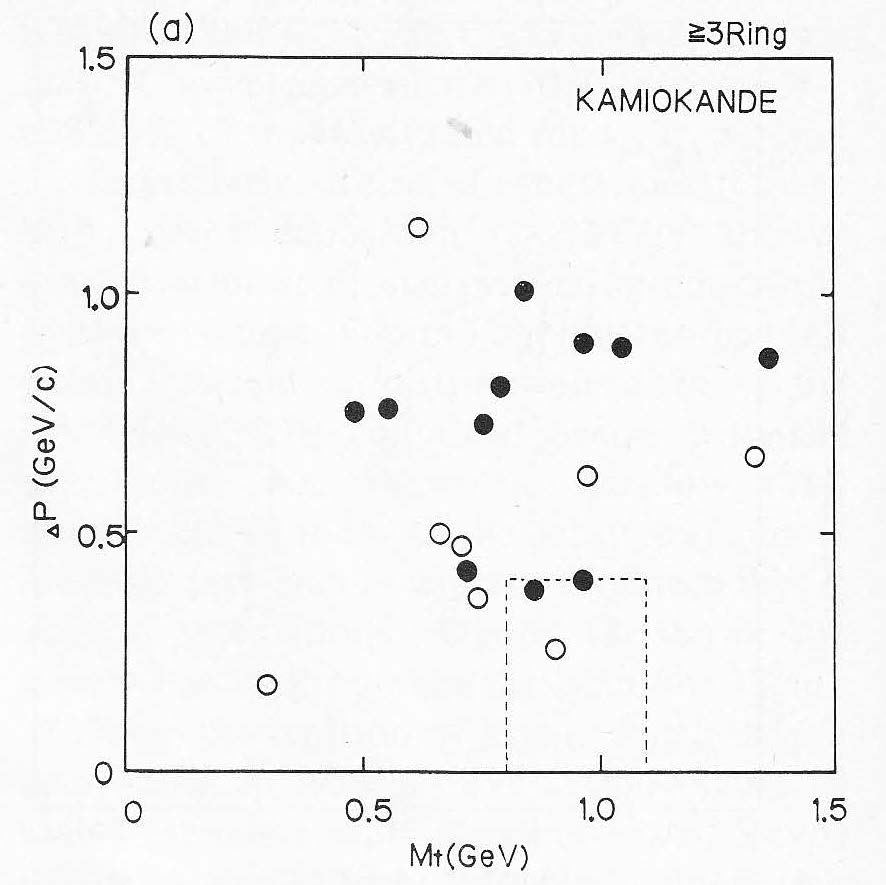 (a) ≧3Ring
1.5
KAMIOKANDE
1.0
ΔP (GeV/c)
0.5
0
0 0.5 1.0 1.5
Mt(GeV)